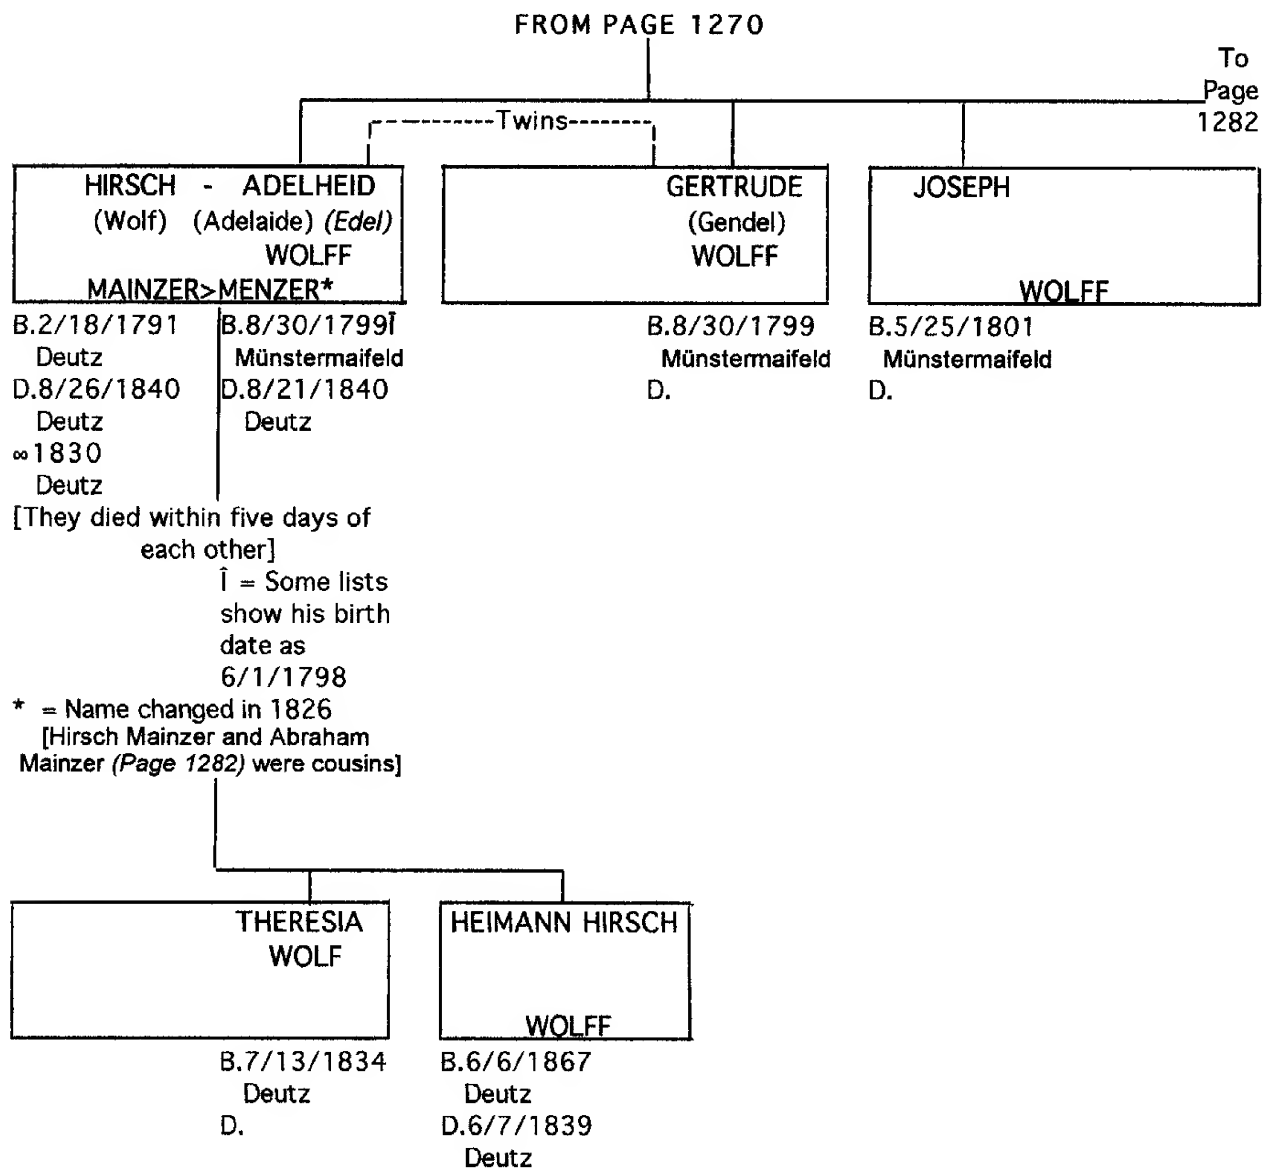 FROM PAGE 1270
To
Page
1282
Twins
HIRSCH - ADELHEID
(Wolf) (Adelaide) (Edel)
WOLFF
MAINZER>MENZER*
B.2/18/1791 B.8/30/1799Î
Deutz Münstermaifeld
D.8/26/1840 D.8/21/1840
Deutz Deutz
∞1830
Deutz
[They died within five days of
each other]
Î = Some lists
show his birth
date as
6/1/1798
* = Name changed in 1826
[Hirsch Mainzer and Abraham
Mainzer (Page 1282) were cousins]
GERTRUDE
(Gendel)
WOLFF
B.8/30/1799
Münstermaifeld
D.
JOSEPH
WOLFF
B.5/25/1801
Münstermaifeld
D.
THERESIA
WOLF
B.7/13/1834
Deutz
D.
HEIMANN HIRSCH
WOLFF
B.6/6/1867
Deutz
D.6/7/1839
Deutz